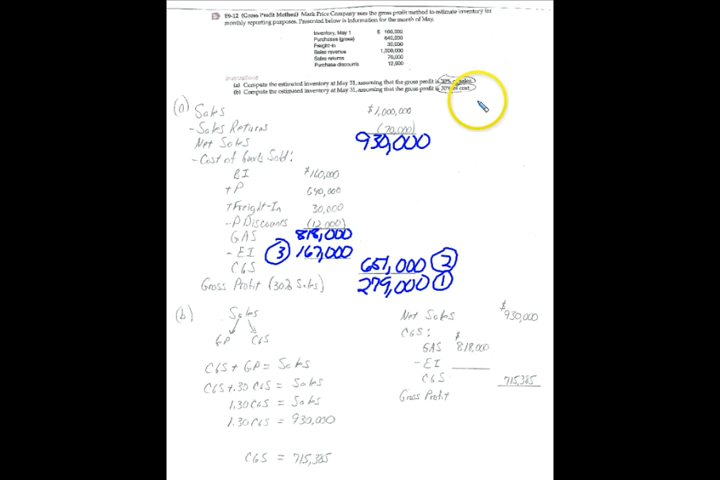 E9-12 (Gross Profit Method) Mark Price Company uses the gross profit method to estimate inventory for
monthly reporting purposes. Presented below is information for the month of May.
Inventory, May 1 $ 160,000
Purchases (gross) 640,000
Freight-in 30,000
Sales revenue 1,000,000
Sales returns 70,000
Purchase discounts 12,000
Instructions
(a) Compute the estimated inventory at May 31, assuming that the gross profit is 30% of sales.
(b) Compute the estimated inventory at May 31, assuming that the gross profit is 30% of cost.
(a) Sales $1,000,000
- Sales Returns (70,000)
Net Sales 930,000
- Cost of Goods Sold:
BI $160,000
+ P 640,000
+ Freight-In 30,000
- P Discounts (12,000)
GAS 818,000
- EI ③ 167,000
CGS 651,000 ②
Gross Profit (30% Sales) 279,000 ①
(b) Sales
GP CGS
CGS + GP = Sales
CGS + .30 CGS = Sales
1.30 CGS = Sales
1.30 CGS = 930,000
CGS = 715,385
Net Sales $930,000
CGS:
GAS $818,000
- EI
CGS 715,385
Gross Profit